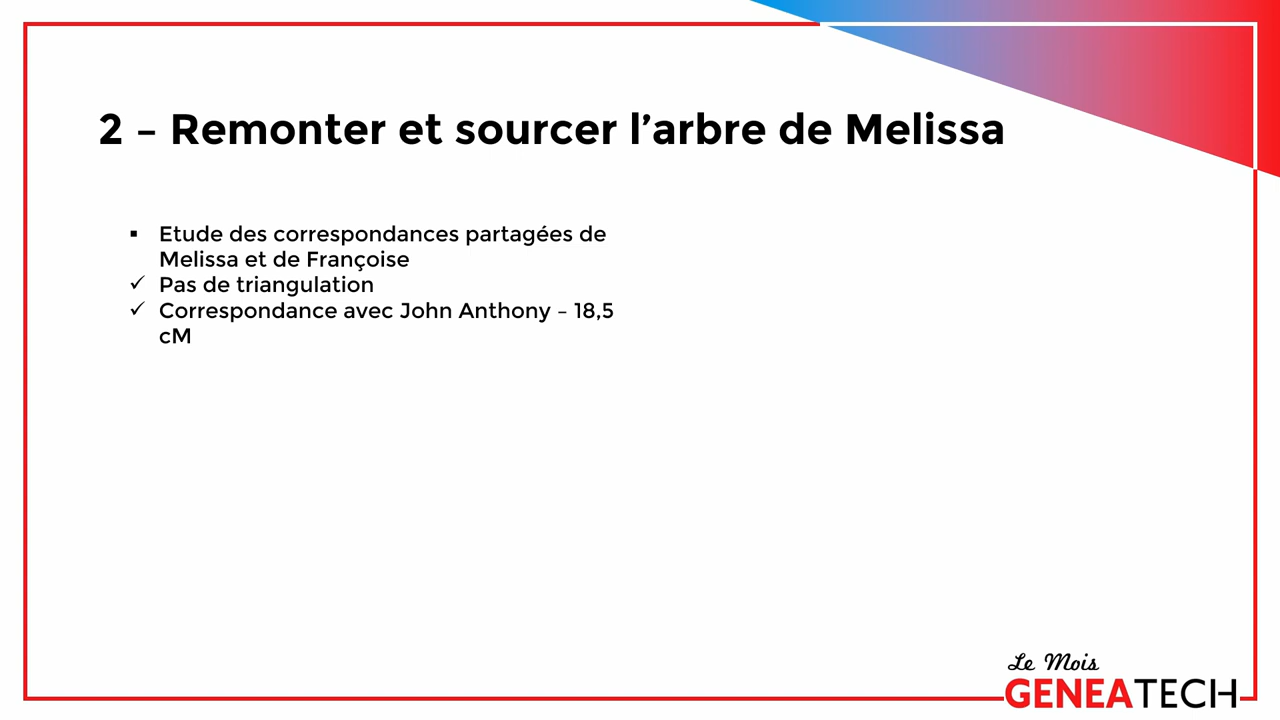 2 – Remonter et sourcer l’arbre de Melissa
▪ Etude des correspondances partagées de
Melissa et de Françoise
✓ Pas de triangulation
✓ Correspondance avec John Anthony – 18,5
cM
Le Mois
GENEATECH